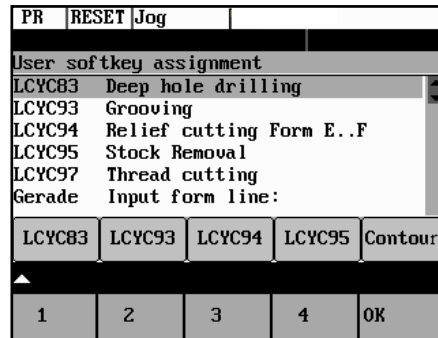 PR RESET Jog
User softkey assignment
LCYC83 Deep hole drilling
LCYC93 Grooving
LCYC94 Relief cutting Form E..F
LCYC95 Stock Removal
LCYC97 Thread cutting
Gerade Input form line:
LCYC83 LCYC93 LCYC94 LCYC95 Contour
1 2 3 4 OK